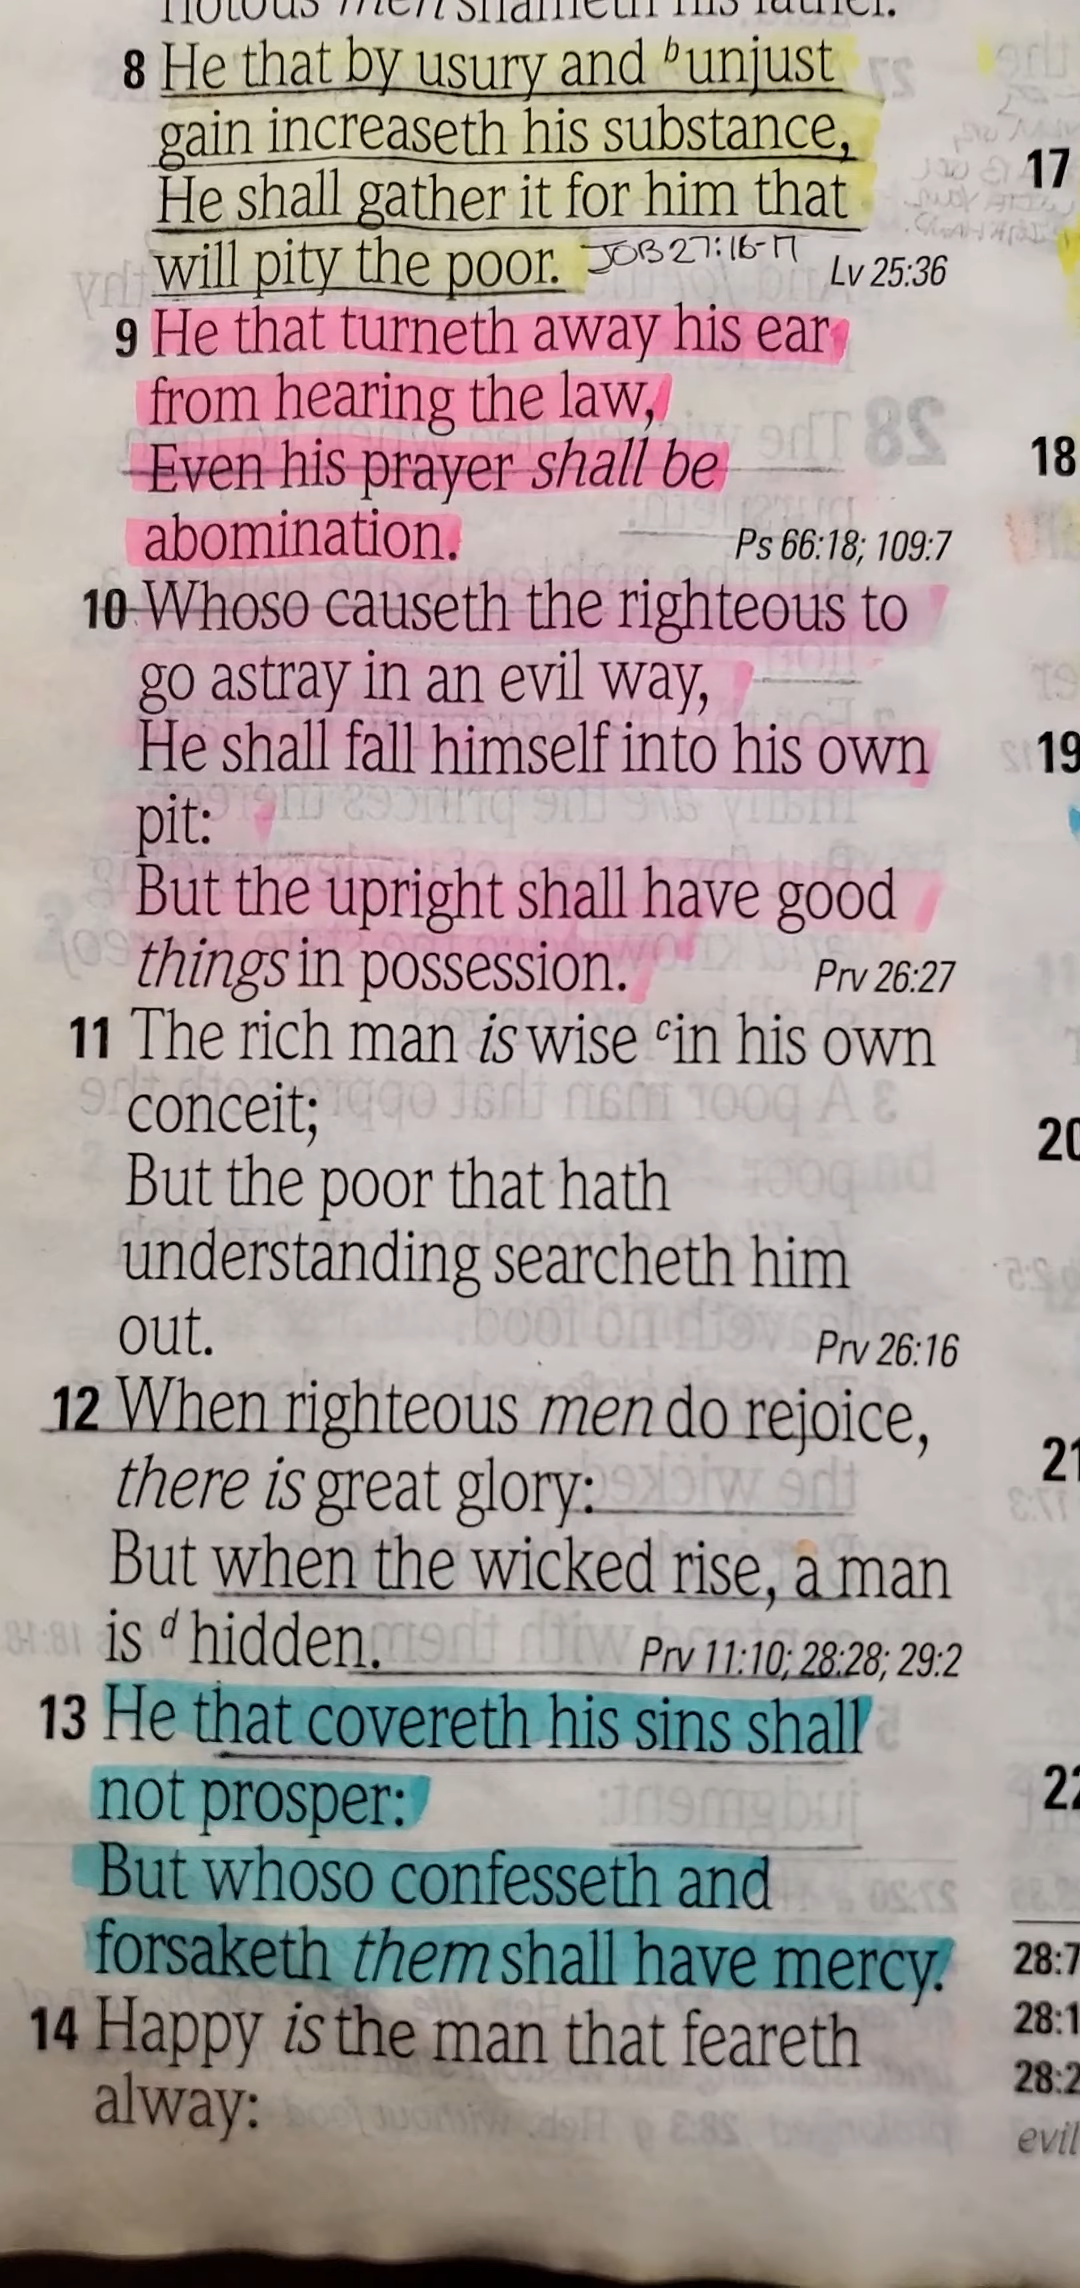 8 He that by usury and b unjust
gain increaseth his substance,
He shall gather it for him that
will pity the poor. JOB 27:16-17 Lv 25:36
9 He that turneth away his ear
from hearing the law,
Even his prayer shall be
abomination. Ps 66:18; 109:7
10 Whoso causeth the righteous to
go astray in an evil way,
He shall fall himself into his own
pit:
But the upright shall have good
things in possession. Prv 26:27
11 The rich man is wise c in his own
conceit;
But the poor that hath
understanding searcheth him
out. Prv 26:16
12 When righteous men do rejoice,
there is great glory:
But when the wicked rise, a man
is d hidden. Prv 11:10; 28:28; 29:2
13 He that covereth his sins shall
not prosper:
But whoso confesseth and
forsaketh them shall have mercy.
14 Happy is the man that feareth
alway:
17
18
19
20
21
22
28:7
28:1
28:2
evil